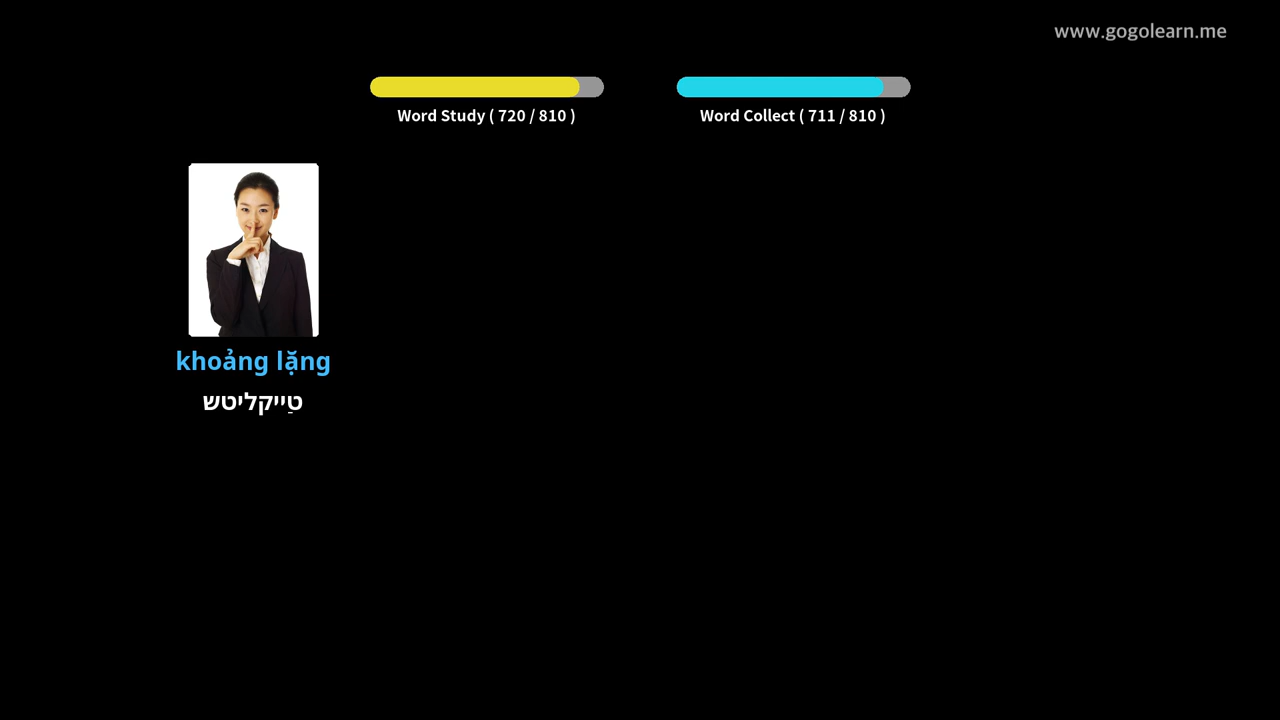 www.gogolearn.me
Word Study ( 720 / 810 )
Word Collect ( 711 / 810 )
khoảng lặng
טַייקליטש